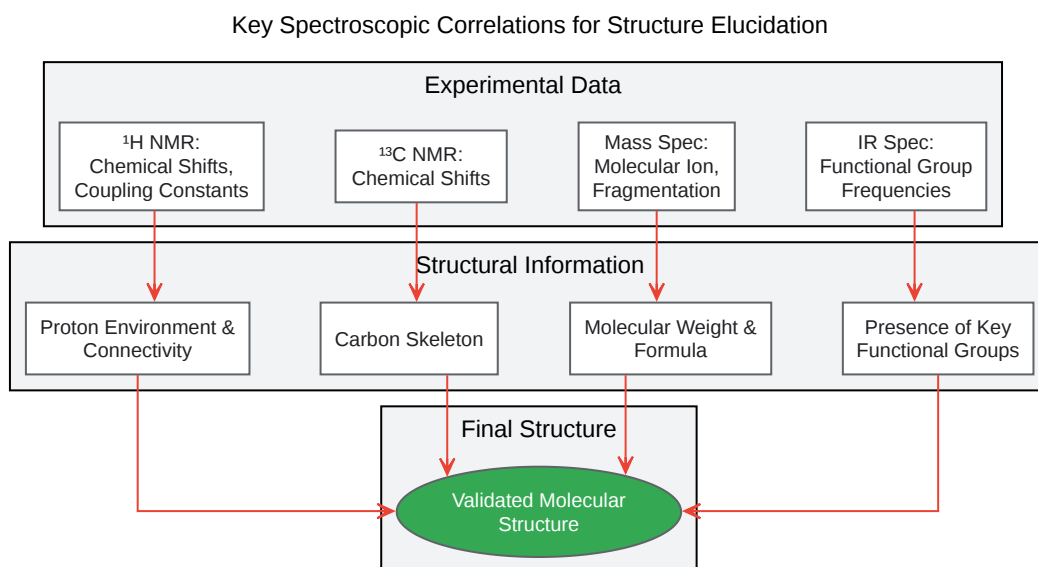 Key Spectroscopic Correlations for Structure Elucidation
Experimental Data
¹H NMR:
Chemical Shifts,
Coupling Constants
¹³C NMR:
Chemical Shifts
Mass Spec:
Molecular Ion,
Fragmentation
IR Spec:
Functional Group
Frequencies
Structural Information
Proton Environment &
Connectivity
Carbon Skeleton
Molecular Weight &
Formula
Presence of Key
Functional Groups
Final Structure
Validated Molecular
Structure